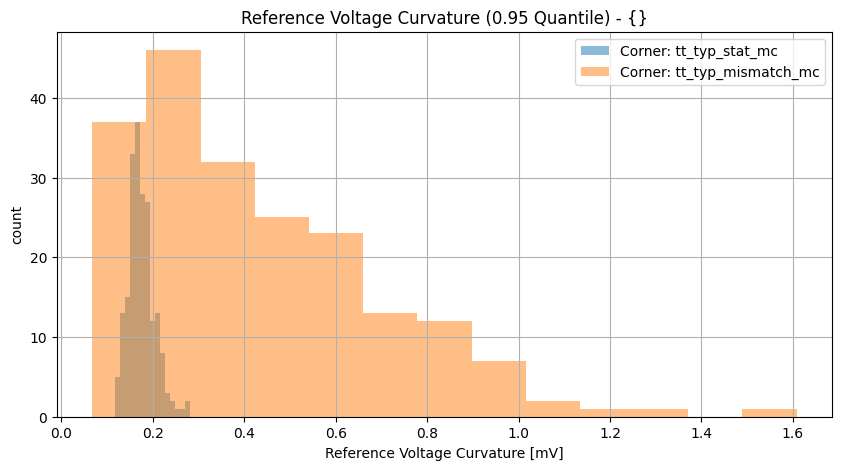 Reference Voltage Curvature (0.95 Quantile) - {}
Corner: tt_typ_stat_mc
Corner: tt_typ_mismatch_mc
count
40
30
20
10
0
0.0 0.2 0.4 0.6 0.8 1.0 1.2 1.4 1.6
Reference Voltage Curvature [mV]